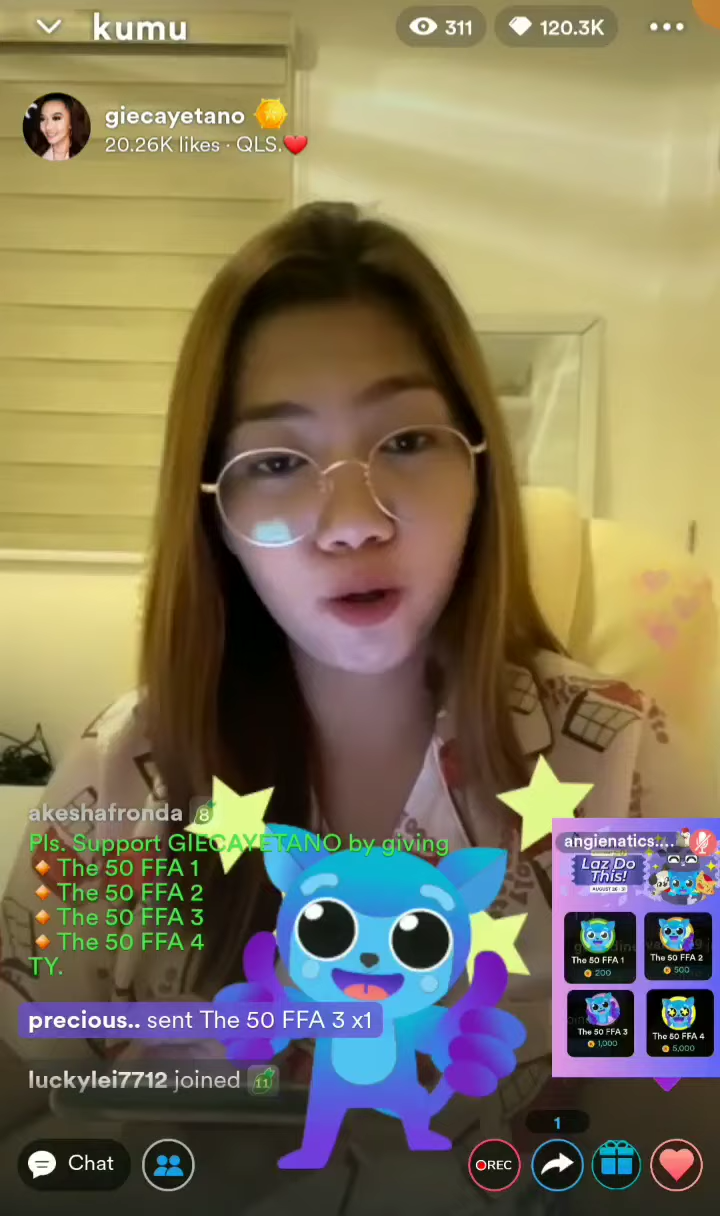 kumu
311
120.3K
giecayetano
20.26K likes · QLS.
akeshafronda 8
Pls. Support GIECAYETANO by giving
The 50 FFA 1
The 50 FFA 2
The 50 FFA 3
The 50 FFA 4
TY.
precious.. sent The 50 FFA 3 x1
luckylei7712 joined 11
angienatics....
Laz Do
This!
The 50 FFA 1
200
The 50 FFA 2
500
The 50 FFA 3
1,000
The 50 FFA 4
5,000
1
Chat
REC